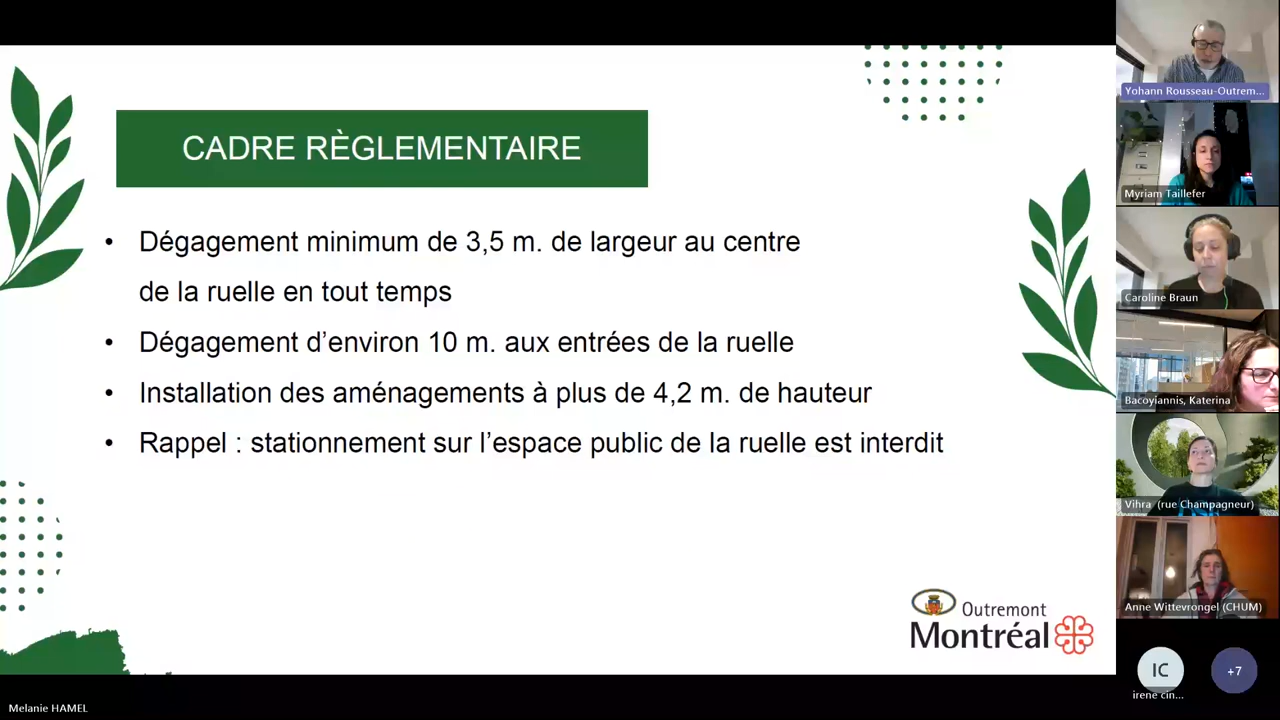 CADRE RÈGLEMENTAIRE
• Dégagement minimum de 3,5 m. de largeur au centre
de la ruelle en tout temps
• Dégagement d’environ 10 m. aux entrées de la ruelle
• Installation des aménagements à plus de 4,2 m. de hauteur
• Rappel : stationnement sur l’espace public de la ruelle est interdit
Outremont
Montréal
Melanie HAMEL
Yohann Rousseau-Outrem...
Myriam Taillefer
Caroline Braun
Bacoyiannis, Katerina
Vihra (rue Champagneur)
Anne Wittevrongel (CHUM)
IC
+7
irene cin...